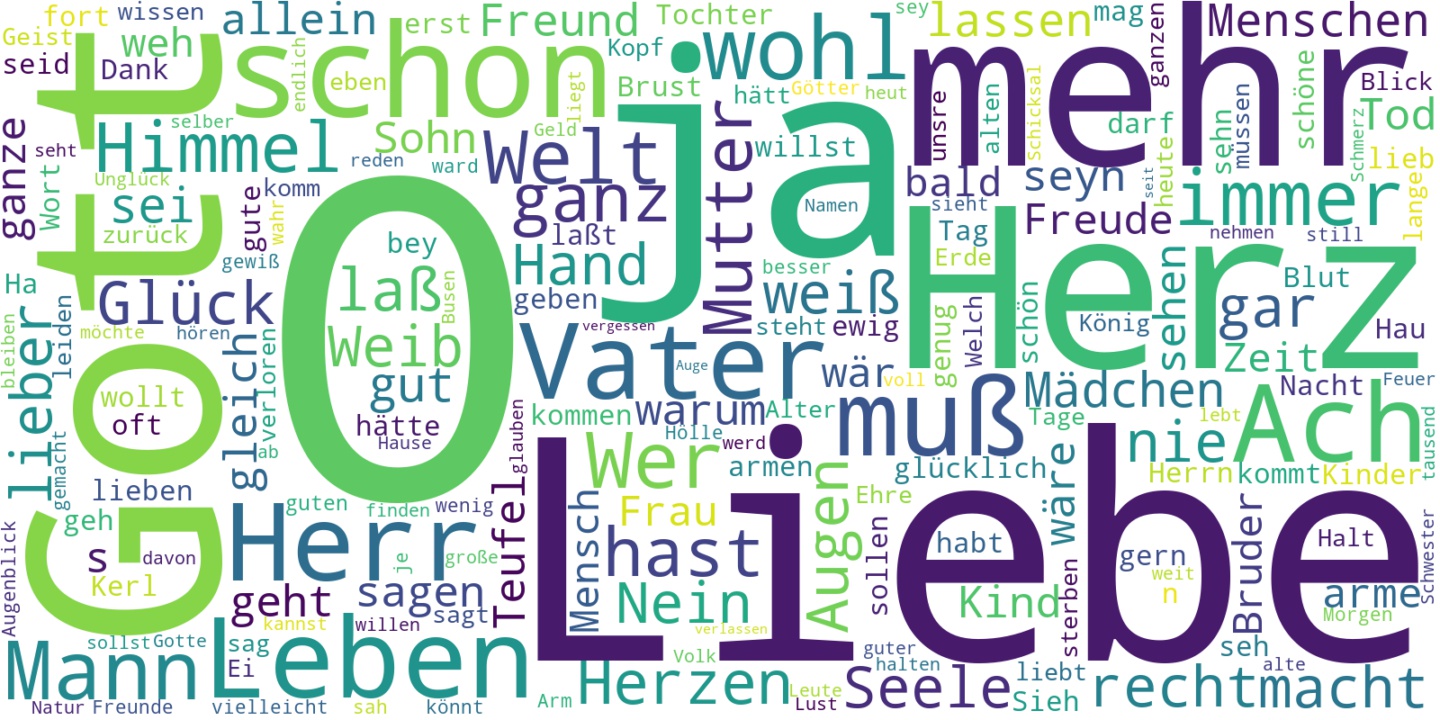 fort
wissen
allein
erst
Freund
Tochter
sey
lassen
mag
Menschen
Geist
weh
schon
Kopf
wohl
mehr
ganzen
seid
Dank
endlich
eben
liegt
Brust
hätt
Götter
heut
unsre
alten
Schicksal
darf
müssen
sehn
schöne
Blick
Tod
Gott
ganze
seht
Himmel
selber
Sohn
reden
ward
Geld
Welt
ja
Mutter
willst
Schmerz
lieb
Wort
Unglück
sei
zurück
gute
wahr
komm
gewiß
O
ganz
laßt
Namen
bald
sieht
seyn
Freude
seit
heute
immer
nehmen
still
lange
Ha
bey
laß
Busen
Hand
geben
besser
weiß
Tag
Erde
Herz
Blut
Glück
möchte
hören
leiden
bleiben
lieber
Weib
gut
vergessen
Vater
Auge
steht
ewig
genug
Welch
schön
König
sehen
gar
Zeit
Hau
wollt
oft
gleich
verloren
ab
hätte
Hause
glauben
kommen
warum
Alter
wär
voll
muß
Mädchen
Tage
Nacht
Feuer
lebt
Ach
tausend
gemacht
lieben
geh
guten
finden
wenig
Wer
Hölle
werd
armen
glücklich
nie
Herrn
kommt
Kinder
s
davon
Kerl
Herr
je
große
Teufel
Mensch
Frau
hast
Augen
Ehre
sollen
habt
wäre
Liebe
gern
weit
n
Bruder
Halt
Schwester
Augenblick
geht
sagen
sagt
Nein
verlassen
Kind
sterben
arme
Morgen
kannst
willen
sollst
Gotte
sag
Ei
Leben
Volk
guter
halten
seh
alte
Mann
Natur
Freunde
vielleicht
sah
könnt
Arm
Herzen
Leute
Lust
Seele
liebt
Sieh
recht
macht